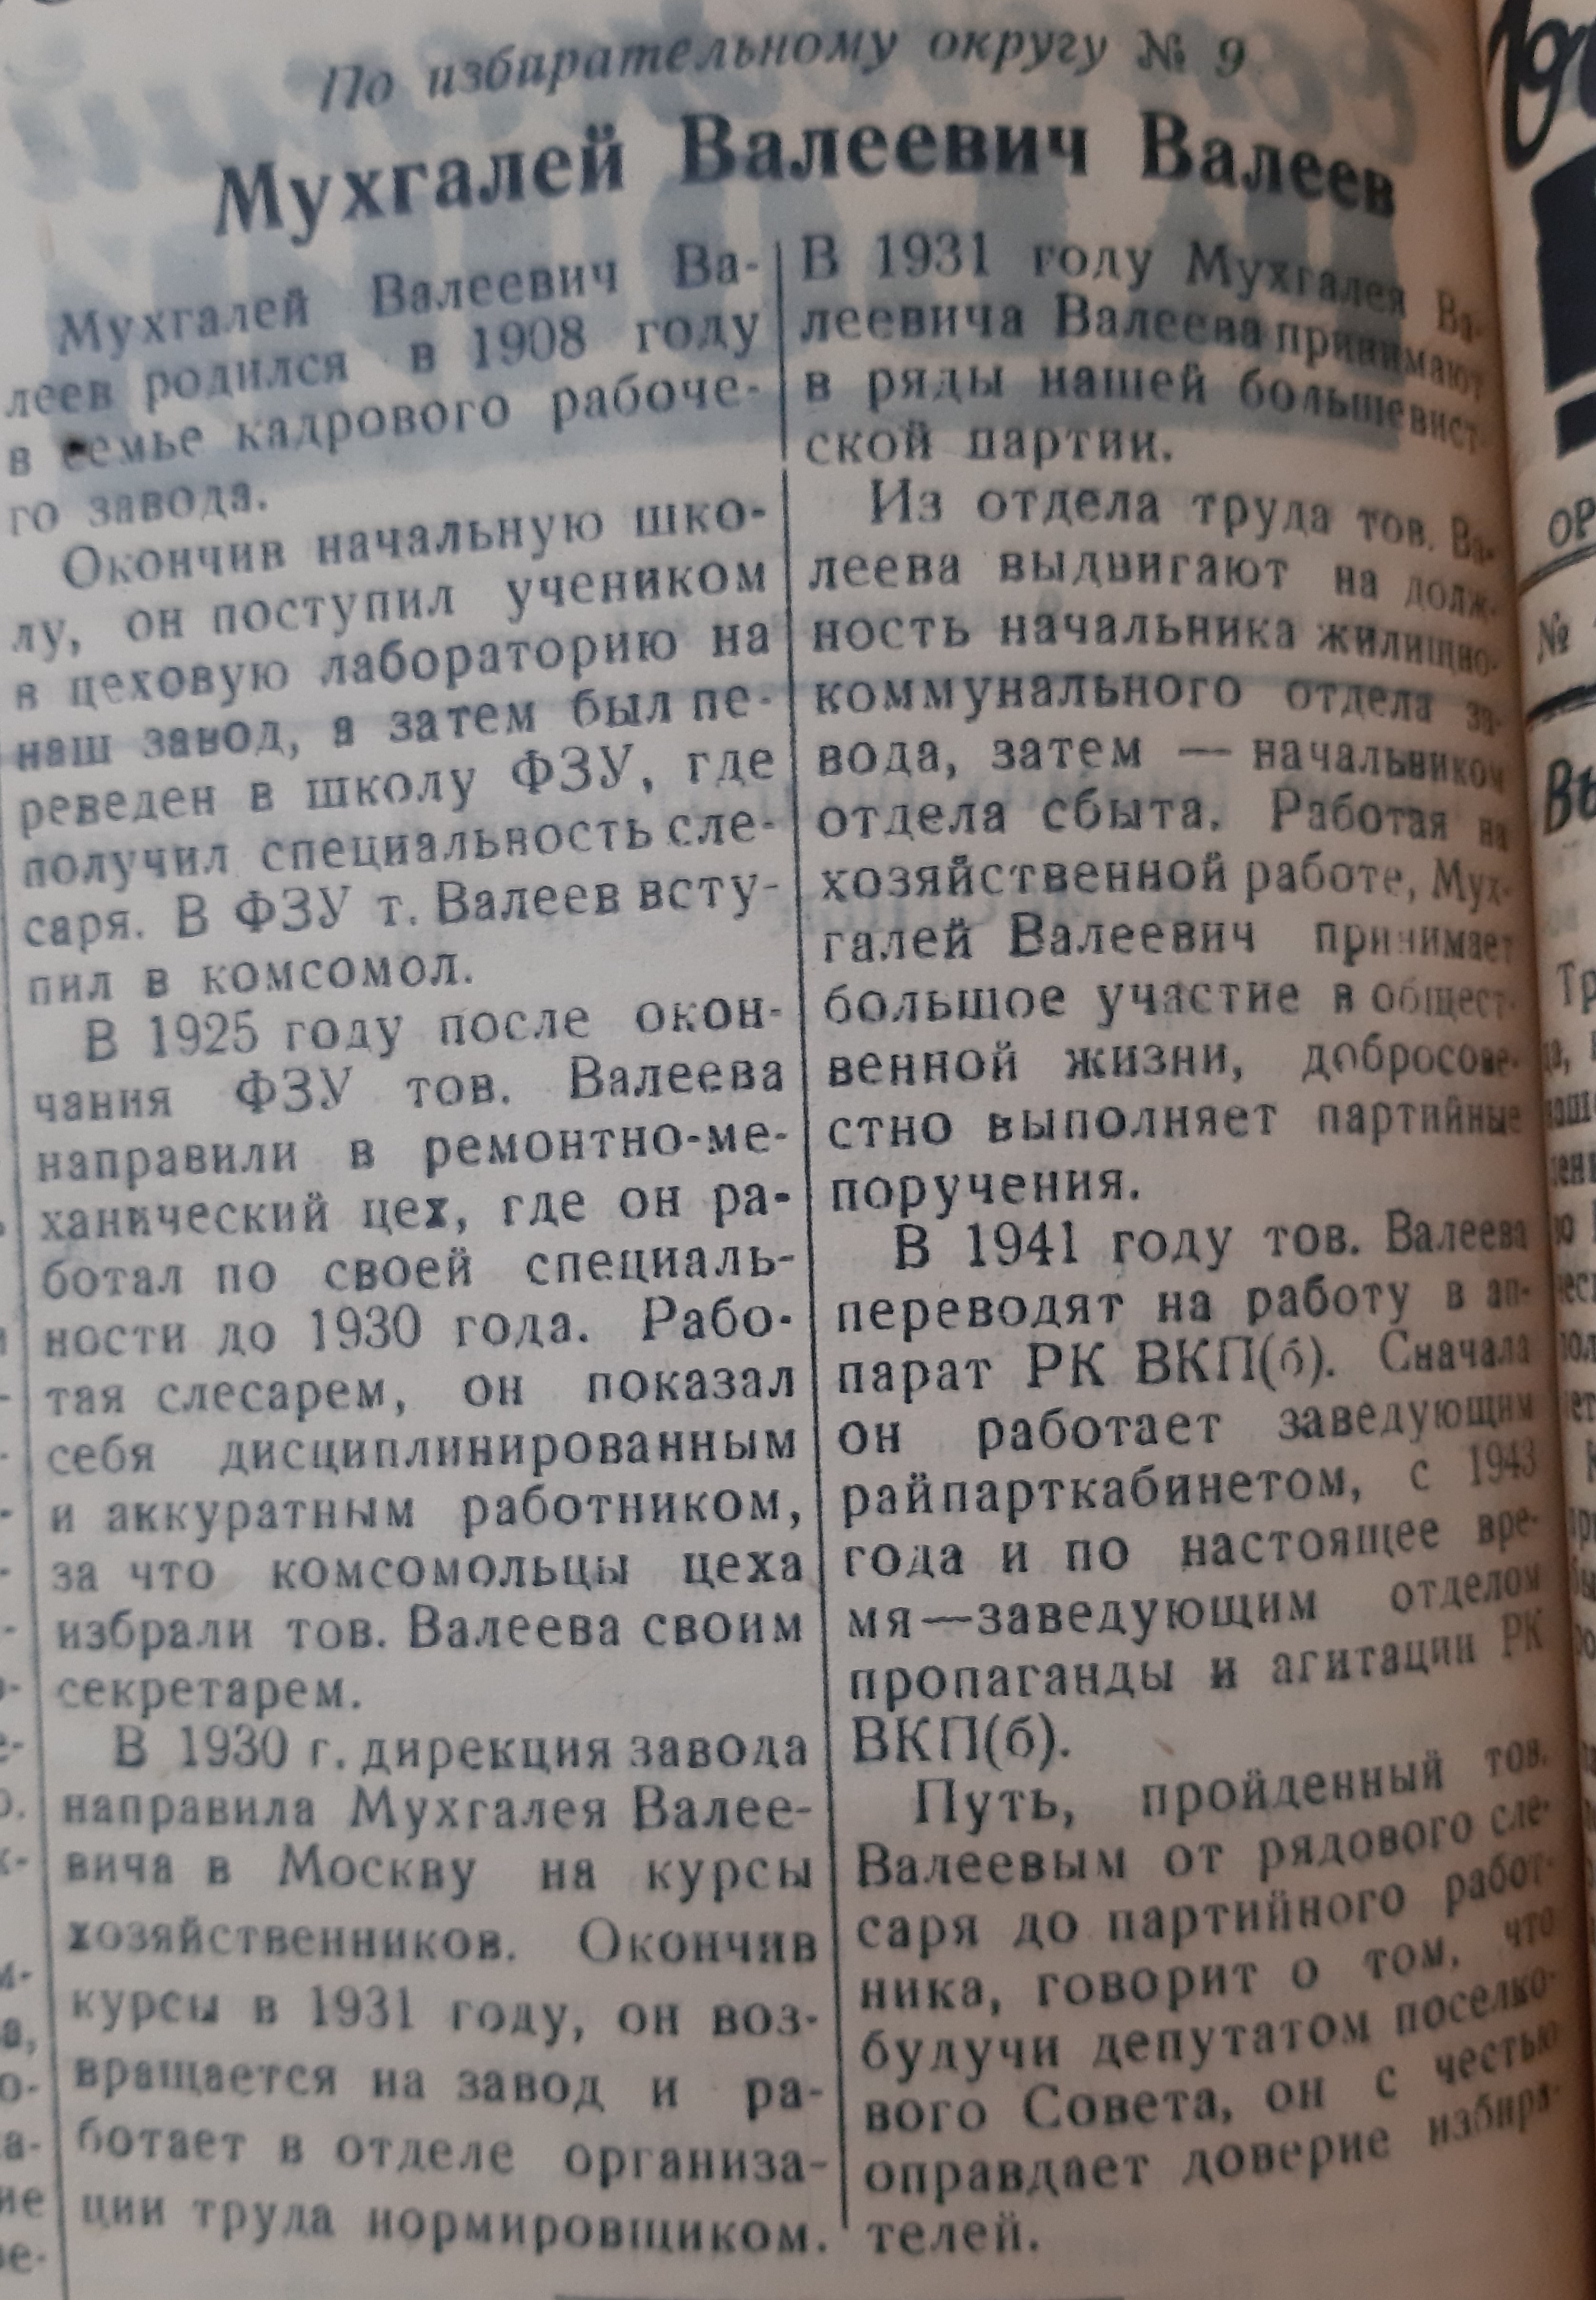 По избирательному округу № 9
Мухгалей Валеевич Валеев
Мухгалей Валеевич Ва-
леев родился в 1908 году
в семье кадрового рабоче-
го завода.
Окончив начальную шко-
лу, он поступил учеником
в цеховую лабораторию на
наш завод, а затем был пе-
реведен в школу ФЗУ, где
получил специальность сле-
саря. В ФЗУ т. Валеев всту-
пил в комсомол.
В 1925 году после окон-
чания ФЗУ тов. Валеева
направили в ремонтно-ме-
ханический цех, где он ра-
ботал по своей специаль-
ности до 1930 года. Рабо-
тая слесарем, он показал
себя дисциплинированным
и аккуратным работником,
за что комсомольцы цеха
избрали тов. Валеева своим
секретарем.
В 1930 г. дирекция завода
направила Мухгалея Валее-
вича в Москву на курсы
хозяйственников. Окончив
курсы в 1931 году, он воз-
вращается на завод и ра-
ботает в отделе организа-
ции труда нормировщиком.
В 1931 году Мухгалея Ва-
леевича Валеева принимают
в ряды нашей большевист-
ской партии.
Из отдела труда тов. Ва-
леева выдвигают на долж-
ность начальника жилищно-
коммунального отдела за-
вода, затем — начальником
отдела сбыта. Работая на
хозяйственной работе, Мух-
галей Валеевич принимает
большое участие в общест-
венной жизни, добросове-
стно выполняет партийные
поручения.
В 1941 году тов. Валеева
переводят на работу в ап-
парат РК ВКП(б). Сначала
он работает заведующим
райпарткабинетом, с 1943
года и по настоящее вре-
мя—заведующим отделом
пропаганды и агитации РК
ВКП(б).
Путь, пройденный тов.
Валеевым от рядового сле-
саря до партийного работ-
ника, говорит о том, что
будучи депутатом поселко-
вого Совета, он с честью
оправдает доверие избира-
телей.